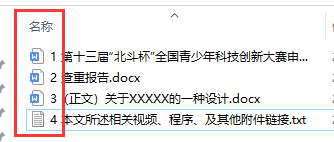 名称
1 第十三届“北斗杯”全国青少年科技创新大赛申...
2 查重报告.docx
3（正文）关于XXXXX的一种设计.docx
4 本文所述相关视频、程序、及其他附件链接.txt